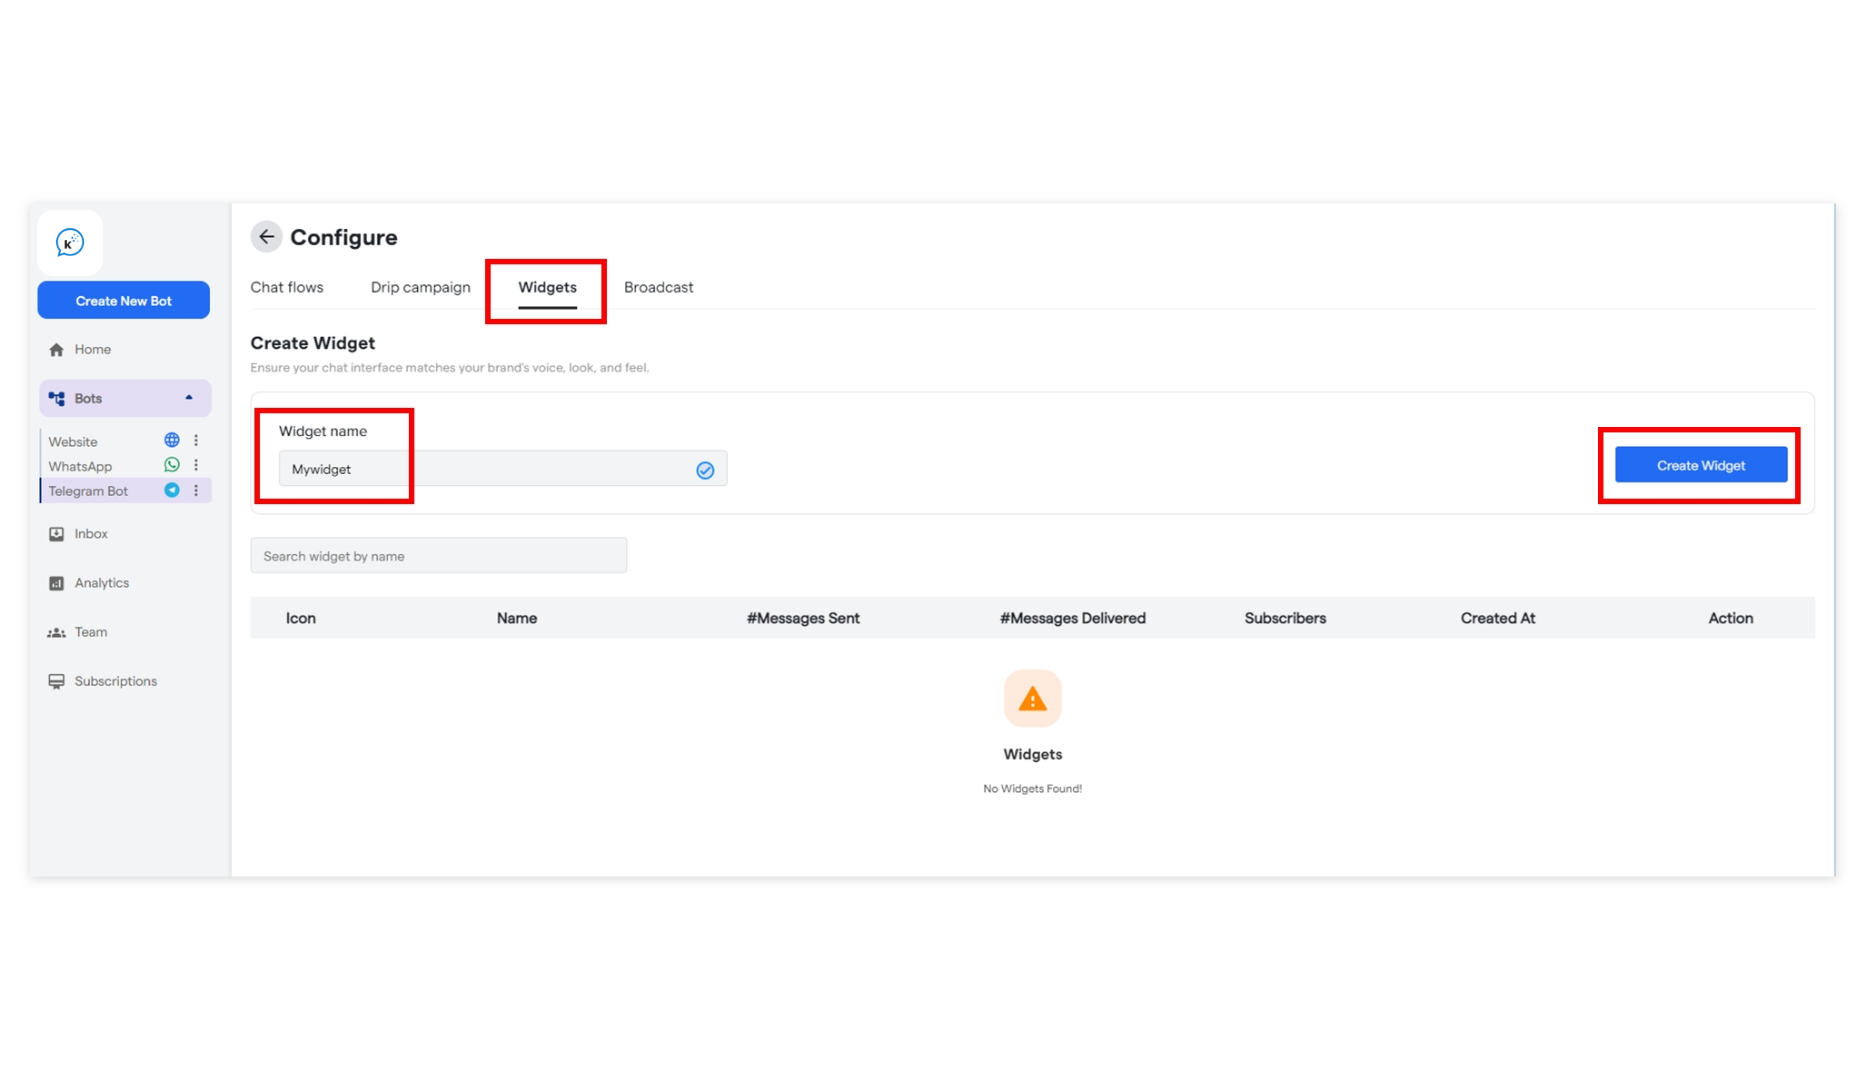 K
Create New Bot
Home
Bots
Website
WhatsApp
Telegram Bot
Inbox
Analytics
Team
Subscriptions
Configure
Chat flows Drip campaign Widgets Broadcast
Create Widget
Ensure your chat interface matches your brand's voice, look, and feel.
Widget name
Mywidget
Create Widget
Search widget by name
Icon Name #Messages Sent #Messages Delivered Subscribers Created At Action
Widgets
No Widgets Found!